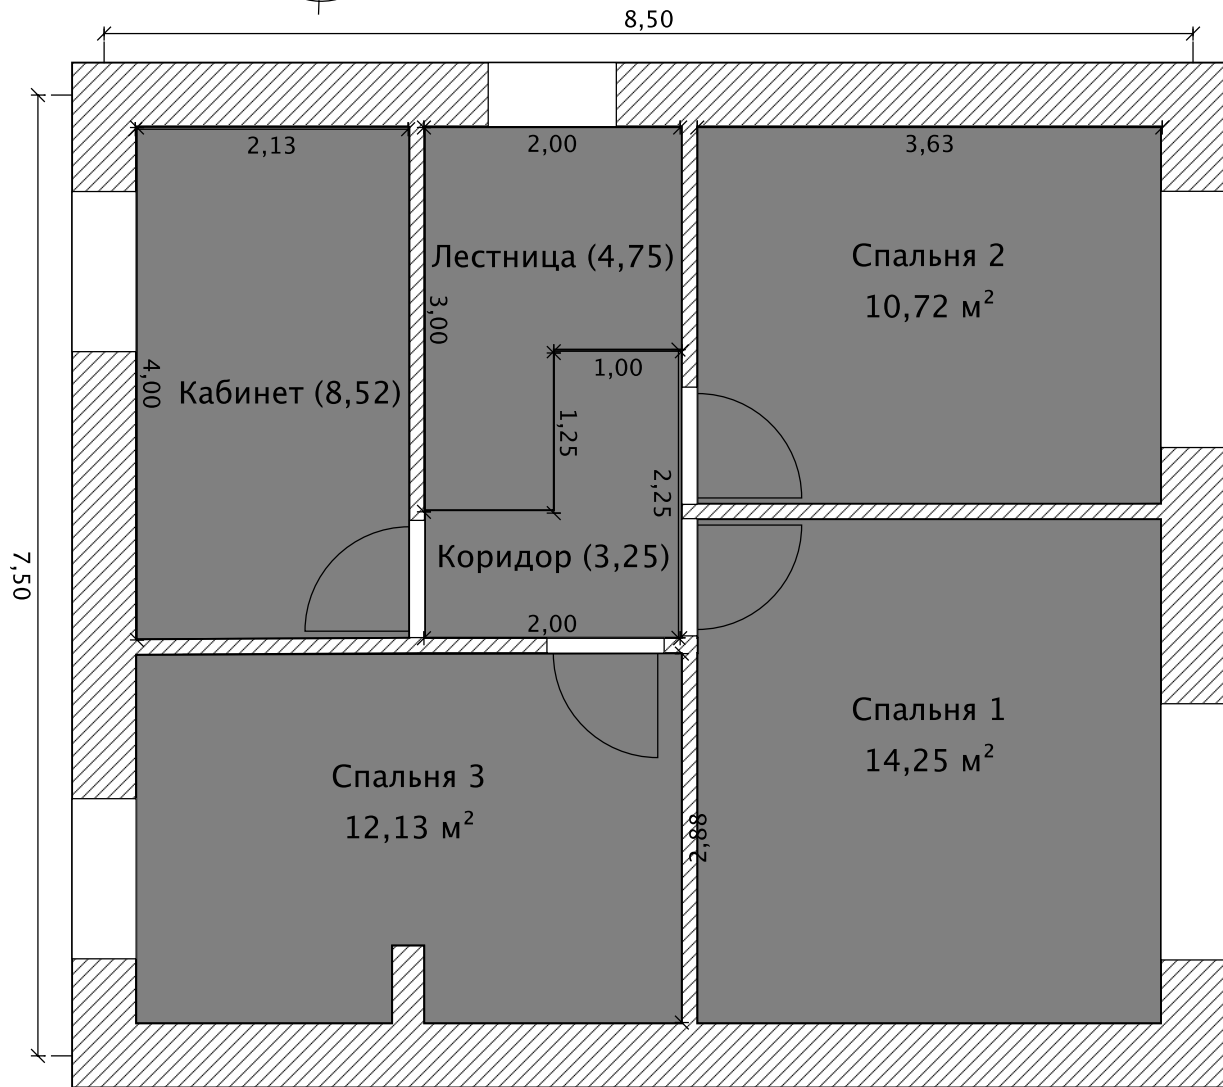 8,50
2,13
2,00
3,63
Лестница (4,75)
Спальня 2
10,72 м²
3,00
4,00
1,00
Кабинет (8,52)
1,25
2,25
Коридор (3,25)
7,50
2,00
Спальня 1
14,25 м²
Спальня 3
12,13 м²
2,88